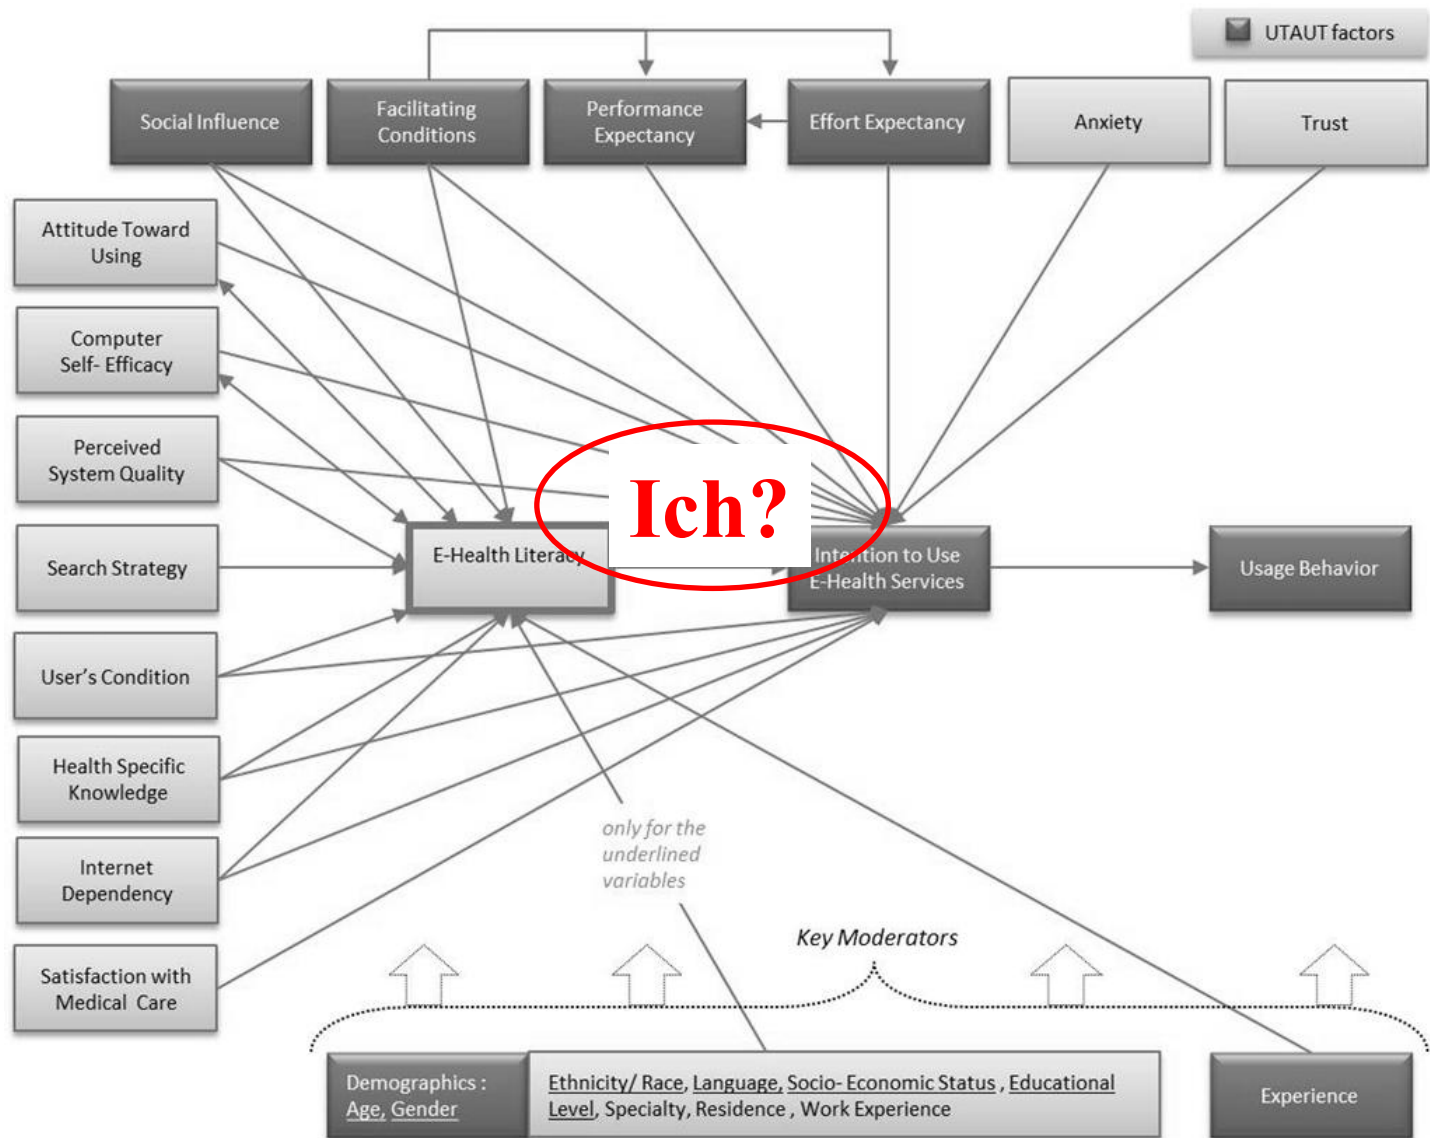 UTAUT factors
Social Influence
Facilitating
Conditions
Performance
Expectancy
Effort Expectancy
Anxiety
Trust
Attitude Toward
Using
Computer
Self- Efficacy
Perceived
System Quality
Search Strategy
User's Condition
Health Specific
Knowledge
Internet
Dependency
Satisfaction with
Medical Care
E-Health Literacy
Ich?
Intention to Use
E-Health Services
Usage Behavior
only for the
underlined
variables
Key Moderators
Demographics :
Age, Gender
Ethnicity/ Race, Language, Socio- Economic Status , Educational
Level, Specialty, Residence , Work Experience
Experience